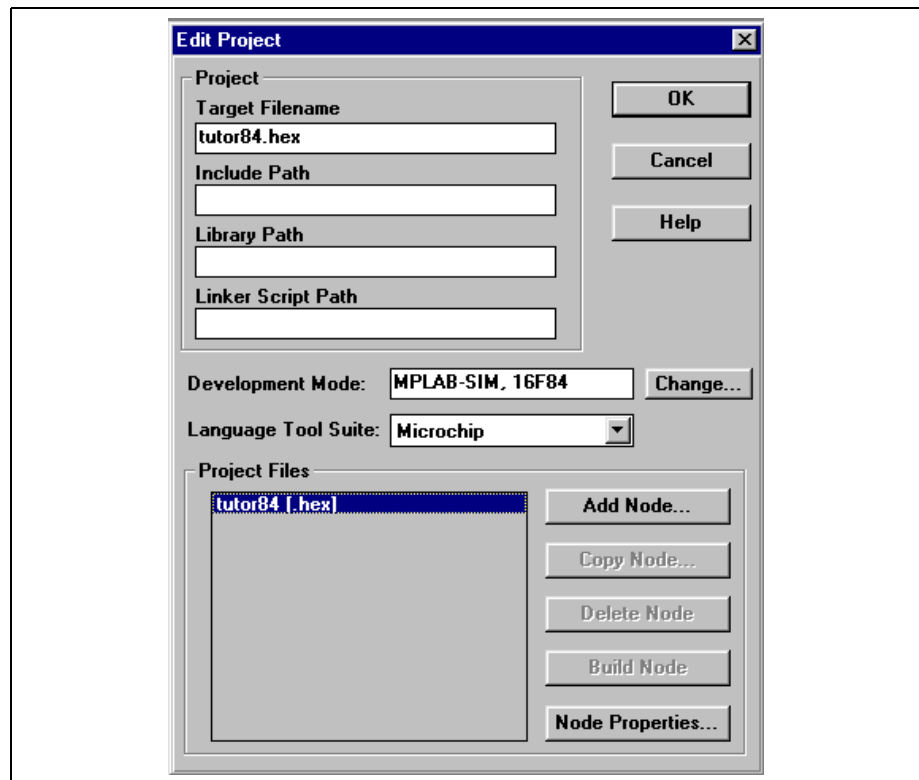 Edit Project
Project
Target Filename
tutor84.hex
Include Path
Library Path
Linker Script Path
OK
Cancel
Help
Development Mode: MPLAB-SIM, 16F84 Change...
Language Tool Suite: Microchip
Project Files
tutor84 [.hex]
Add Node...
Copy Node...
Delete Node
Build Node
Node Properties...